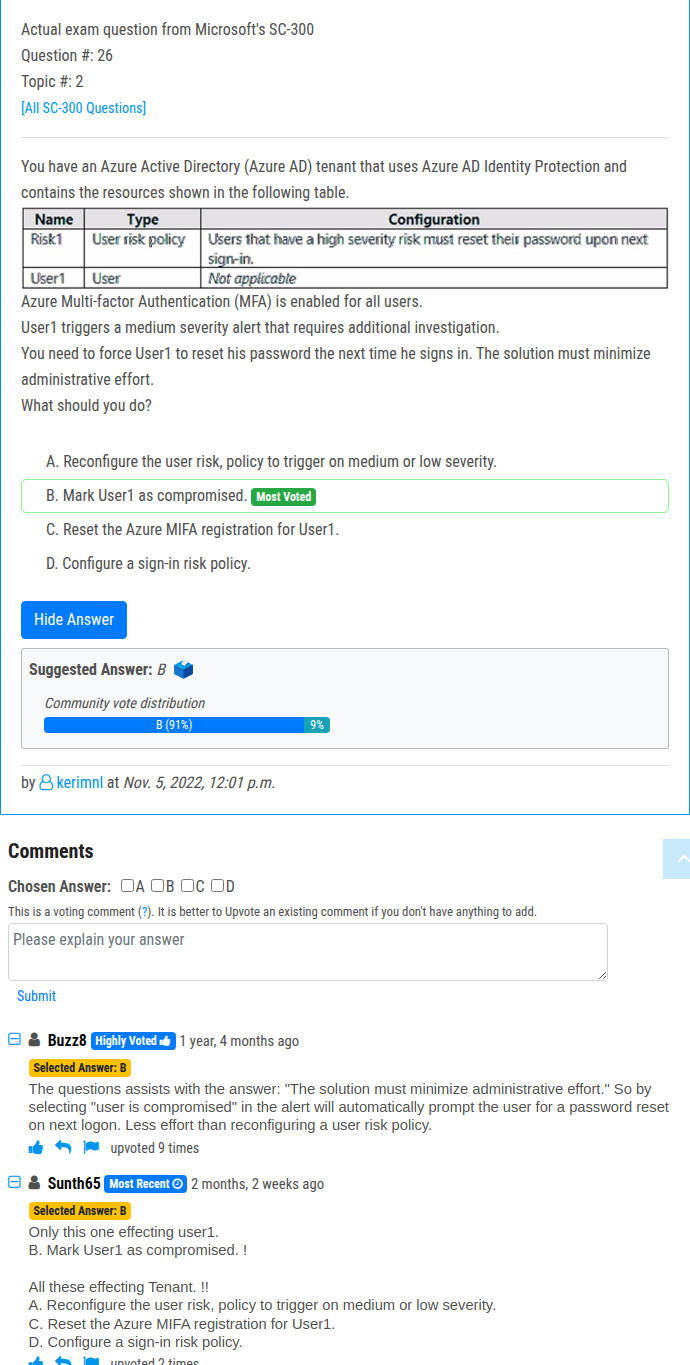 Actual exam question from Microsoft's SC-300
Question #: 26
Topic #: 2
[All SC-300 Questions]
You have an Azure Active Directory (Azure AD) tenant that uses Azure AD Identity Protection and
contains the resources shown in the following table.
Name Type Configuration
Risk1 User risk policy Users that have a high severity risk must reset their password upon next
sign-in.
User1 User Not applicable
Azure Multi-factor Authentication (MFA) is enabled for all users.
User1 triggers a medium severity alert that requires additional investigation.
You need to force User1 to reset his password the next time he signs in. The solution must minimize
administrative effort.
What should you do?
A. Reconfigure the user risk, policy to trigger on medium or low severity.
B. Mark User1 as compromised. Most Voted
C. Reset the Azure MIFA registration for User1.
D. Configure a sign-in risk policy.
Hide Answer
Suggested Answer: B
Community vote distribution
B (91%) 9%
by kerimnl at Nov. 5, 2022, 12:01 p.m.
Comments
Chosen Answer: A B C D
This is a voting comment (?). It is better to Upvote an existing comment if you don't have anything to add.
Please explain your answer
Submit
Buzz8 Highly Voted 1 year, 4 months ago
Selected Answer: B
The questions assists with the answer: "The solution must minimize administrative effort." So by
selecting "user is compromised" in the alert will automatically prompt the user for a password reset
on next logon. Less effort than reconfiguring a user risk policy.
upvoted 9 times
Sunth65 Most Recent 2 months, 2 weeks ago
Selected Answer: B
Only this one effecting user1.
B. Mark User1 as compromised. !
All these effecting Tenant. !!
A. Reconfigure the user risk, policy to trigger on medium or low severity.
C. Reset the Azure MIFA registration for User1.
D. Configure a sign-in risk policy.
upvoted 2 times